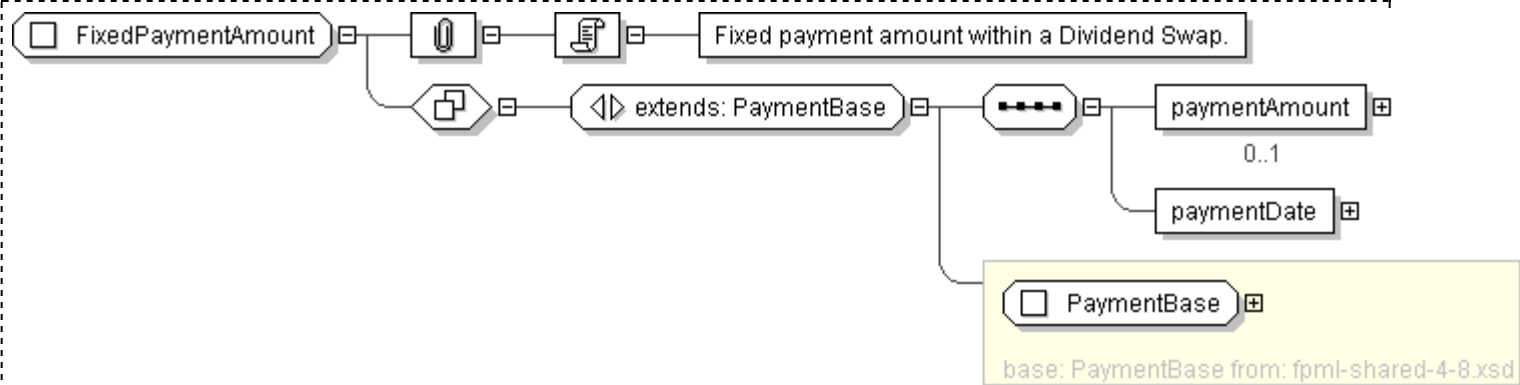 FixedPaymentAmount
Fixed payment amount within a Dividend Swap.
extends: PaymentBase
paymentAmount
0..1
paymentDate
PaymentBase
base: PaymentBase from: fpml-shared-4-8.xsd